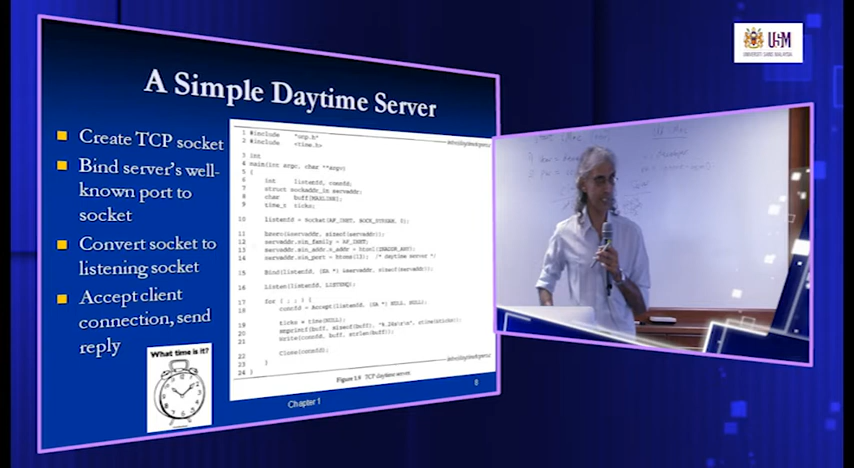 A Simple Daytime Server
Create TCP socket
Bind server's well-
known port to
socket
Convert socket to
listening socket
Accept client
connection, send
reply
What time is it?
1 #include "unp.h"
2 #include <time.h>
3 int
4 main(int argc, char **argv)
5 {
6 int listenfd, connfd;
7 struct sockaddr_in servaddr;
8 char buff[MAXLINE];
9 time_t ticks;
10 listenfd = Socket(AF_INET, SOCK_STREAM, 0);
11 bzero(&servaddr, sizeof(servaddr));
12 servaddr.sin_family = AF_INET;
13 servaddr.sin_addr.s_addr = htonl(INADDR_ANY);
14 servaddr.sin_port = htons(13); /* daytime server */
15 Bind(listenfd, (SA *) &servaddr, sizeof(servaddr));
16 Listen(listenfd, LISTENQ);
17 for ( ; ; ) {
18 connfd = Accept(listenfd, (SA *) NULL, NULL);
19 ticks = time(NULL);
20 snprintf(buff, sizeof(buff), "%.24s\r\n", ctime(&ticks));
21 Write(connfd, buff, strlen(buff));
22 Close(connfd);
23 }
24 }
Figure 1.9 TCP daytime server
Chapter 1
8
USM
UNIVERSITI SAINS MALAYSIA